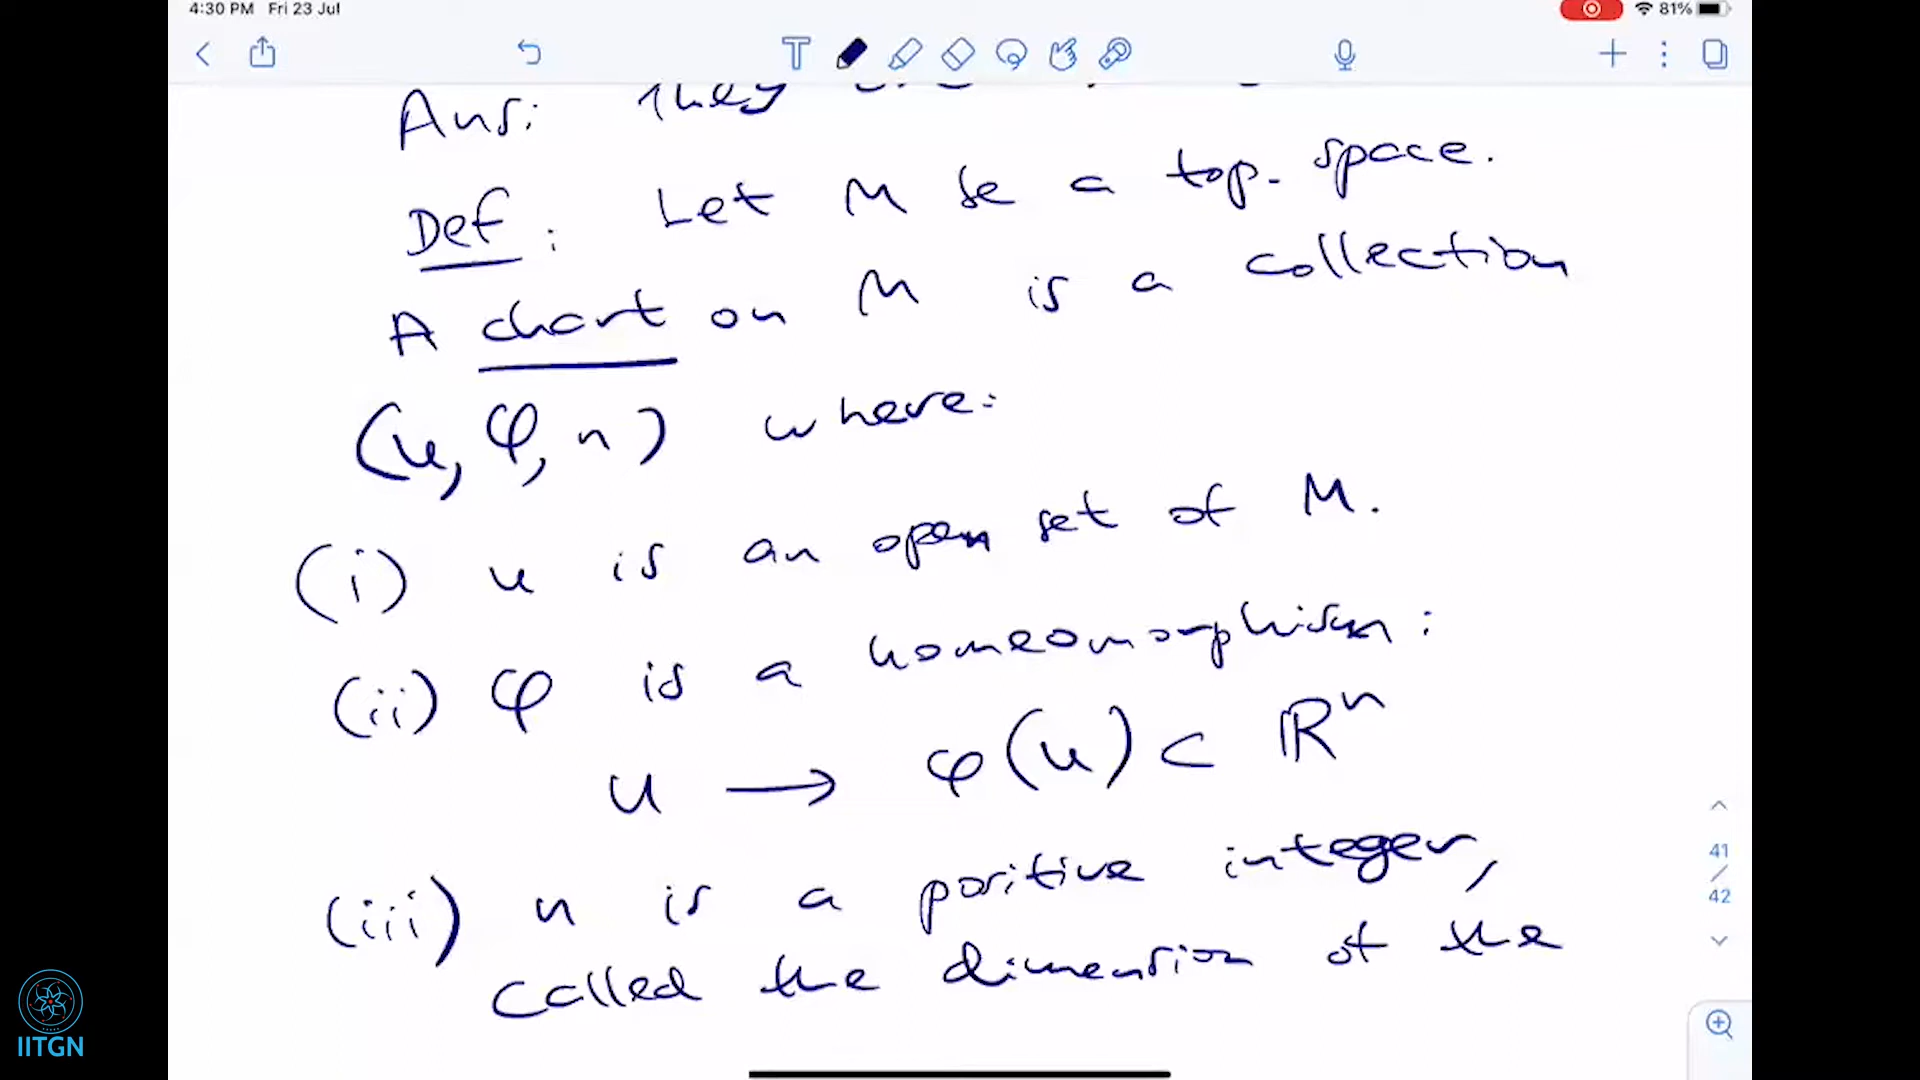 4:30 PM Fri 23 Jul
81%
Ans: They
Def: Let M be a top. space.
A chart on M is a collection
(U, φ, n) where:
(i) U is an open set of M.
(ii) φ is a homeomorphism:
U → φ(U) ⊂ ℝⁿ
(iii) n is a positive integer,
called the dimension of the
41
/
42
IITGN